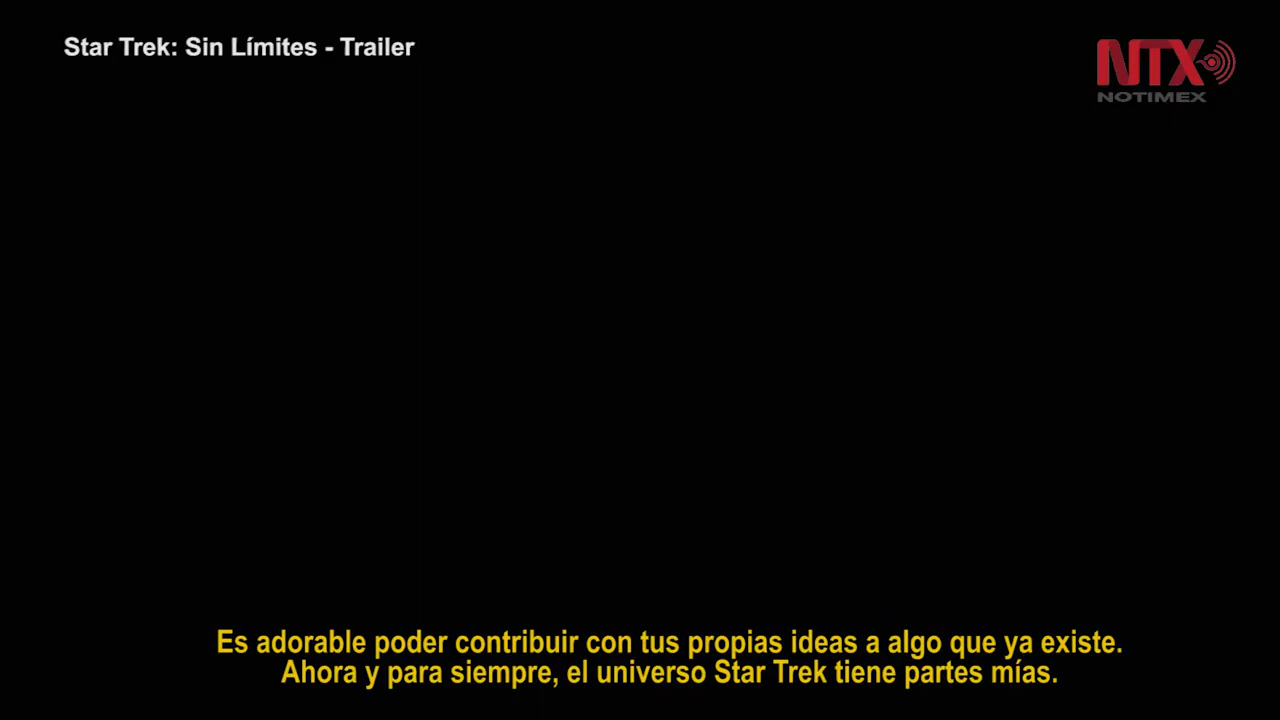 Star Trek: Sin Límites - Trailer
NTX
NOTIMEX
Es adorable poder contribuir con tus propias ideas a algo que ya existe.
Ahora y para siempre, el universo Star Trek tiene partes mías.